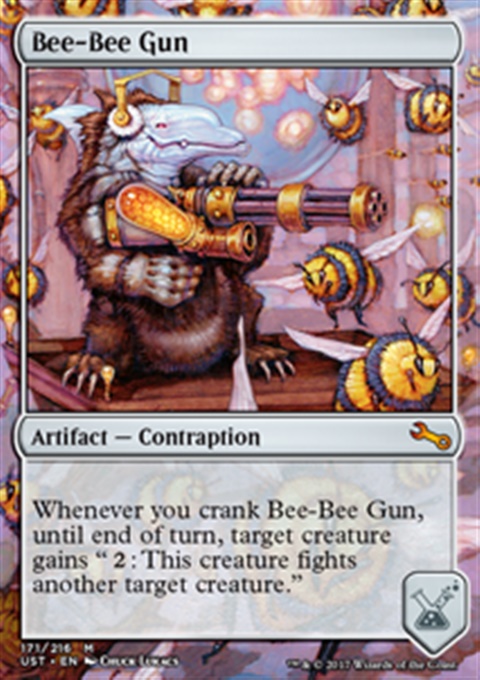 Bee-Bee Gun
Artifact — Contraption
Whenever you crank Bee-Bee Gun,
until end of turn, target creature
gains “ 2 : This creature fights
another target creature.”
171/216 M
UST • EN Chuck Lukacs
™ & © 2017 Wizards of the Coast